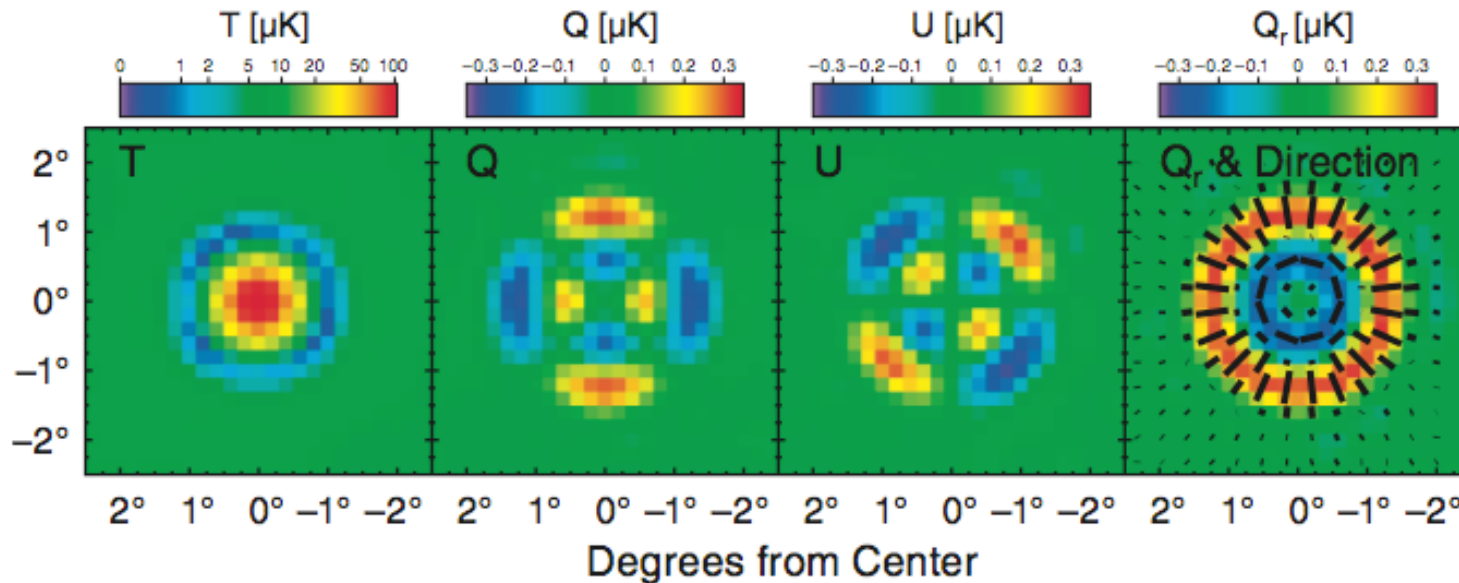 T [µK] Q [µK] U [µK] Qr [µK]
0 1 2 5 10 20 50 100 −0.3 −0.2 −0.1 0 0.1 0.2 0.3 −0.3 −0.2 −0.1 0 0.1 0.2 0.3 −0.3 −0.2 −0.1 0 0.1 0.2 0.3
T Q U Qr & Direction
2°
1°
0°
−1°
−2°
2° 1° 0° −1° −2° 2° 1° 0° −1° −2° 2° 1° 0° −1° −2° 2° 1° 0° −1° −2°
Degrees from Center